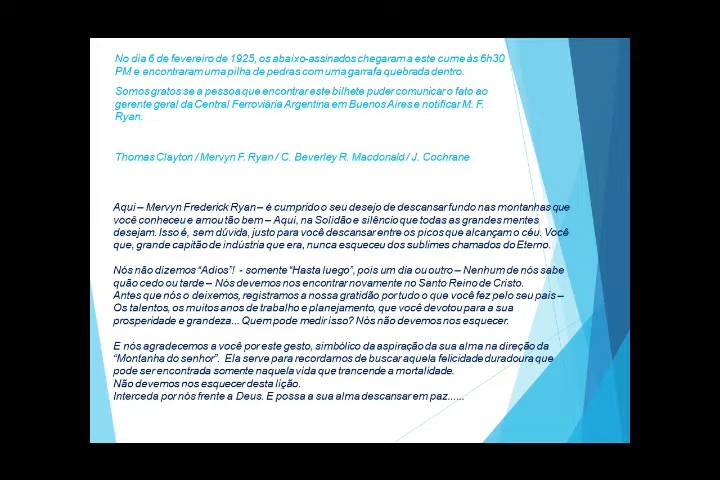 No dia 6 de fevereiro de 1925, os abaixo-assinados chegaram a este cume às 6h30
PM e encontraram uma pilha de pedras com uma garrafa quebrada dentro.
Somos gratos se a pessoa que encontrar este bilhete puder comunicar o fato ao
gerente geral da Central Ferroviária Argentina em Buenos Aires e notificar M. F.
Ryan.
Thomas Clayton / Mervyn F. Ryan / C. Beverley R. Macdonald / J. Cochrane
Aqui – Mervyn Frederick Ryan – é cumprido o seu desejo de descansar fundo nas montanhas que
você conheceu e amou tão bem – Aqui, na Solidão e silêncio que todas as grandes mentes
desejam. Isso é, sem dúvida, justo para você descansar entre os picos que alcançam o céu. Você
que, grande capitão de indústria que era, nunca esqueceu dos sublimes chamados do Eterno.
Nós não dizemos “Adios”! - somente “Hasta luego”, pois um dia ou outro – Nenhum de nós sabe
quão cedo ou tarde – Nós devemos nos encontrar novamente no Santo Reino de Cristo.
Antes que nós o deixemos, registramos a nossa gratidão por tudo o que você fez pelo seu pais –
Os talentos, os muitos anos de trabalho e planejamento, que você devotou para a sua
prosperidade e grandeza... Quem pode medir isso? Nós não devemos nos esquecer.
E nós agradecemos a você por este gesto, simbólico da aspiração da sua alma na direção da
“Montanha do senhor”. Ela serve para recordarnos de buscar aquela felicidade duradoura que
pode ser encontrada somente naquela vida que trancende a mortalidade.
Não devemos nos esquecer desta lição.
Interceda por nós frente a Deus. E possa a sua alma descansar em paz......